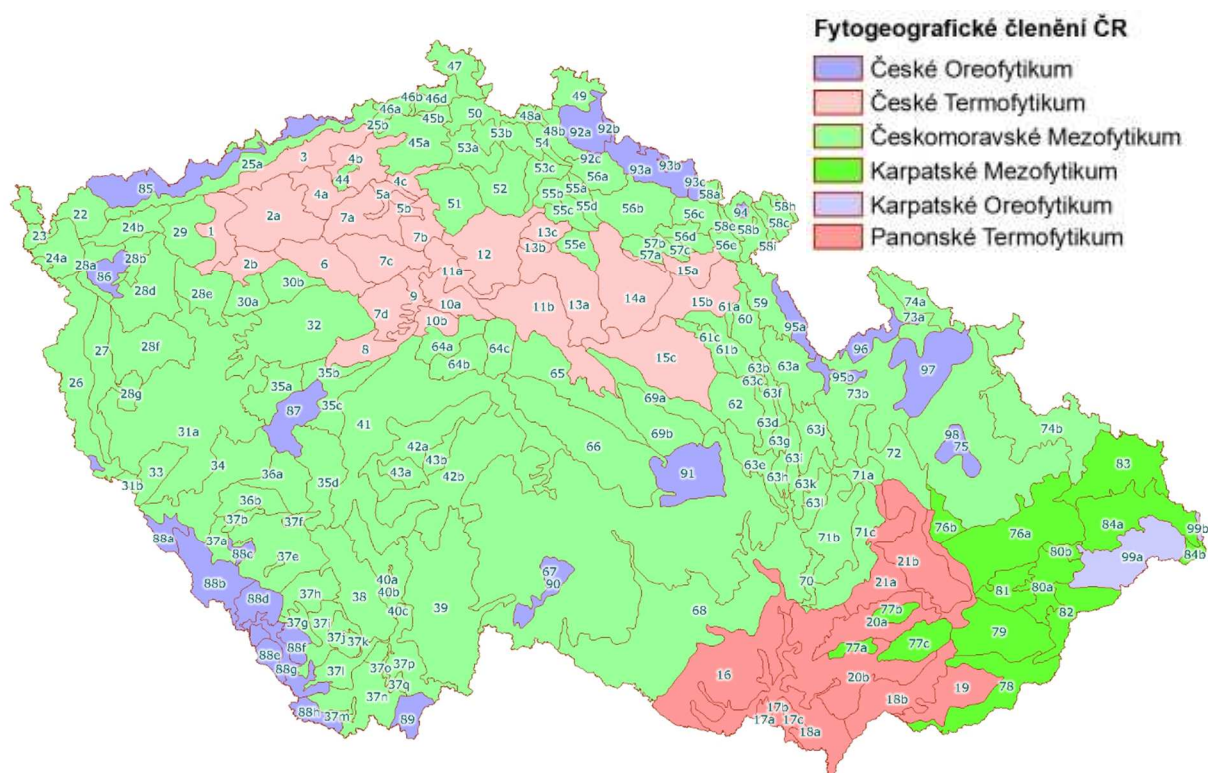 Fytogeografické členění ČR
České Oreofytikum
České Termofytikum
Českomoravské Mezofytikum
Karpatské Mezofytikum
Karpatské Oreofytikum
Panonské Termofytikum
47
46b 46d
49
46a
25b
45b
50
48a
53b
54
48b
92a
92b
45a
53a
3
4b
44
25a
53c
92c
56a
93a
93b
93c
58a
85
4a
5a
4c
5b
52
55b
55a
55c
55d
56b
51
22
2a
7a
7b
13c
13b
55e
56c
94
58h
58e
58b
58c
23
24b
29
1
12
56d
57b
57a
56e
58i
24a
28a
28b
2b
6
7c
11a
15a
86
28d
28e
30a
30b
9
10a
11b
13a
14a
15b
61a
59
60
74a
73a
27
28f
32
7d
10b
64a
64c
64b
8
61c
61b
95a
96
26
35b
65
15c
63a
97
95b
73b
28g
35a
87
35c
69a
63b
63c
63f
62
31a
41
69b
63d
63j
74b
42a
66
63g
98
75
72
33
34
36a
43a
43b
42b
91
63e
63i
63h
63k
71a
83
31b
35d
63l
36b
37b
37f
76b
84a
99b
88a
37a
88c
37e
71b
71c
76a
80b
99a
84b
88b
67
90
70
21b
21a
81
80a
82
88d
37h
38
40a
40b
40c
39
68
77b
20a
37g
37i
37j
37k
79
88e
88f
88g
37l
37o
37p
37q
37n
77a
77c
16
20b
18b
19
78
88h
37m
89
17b
17a
17c
18a